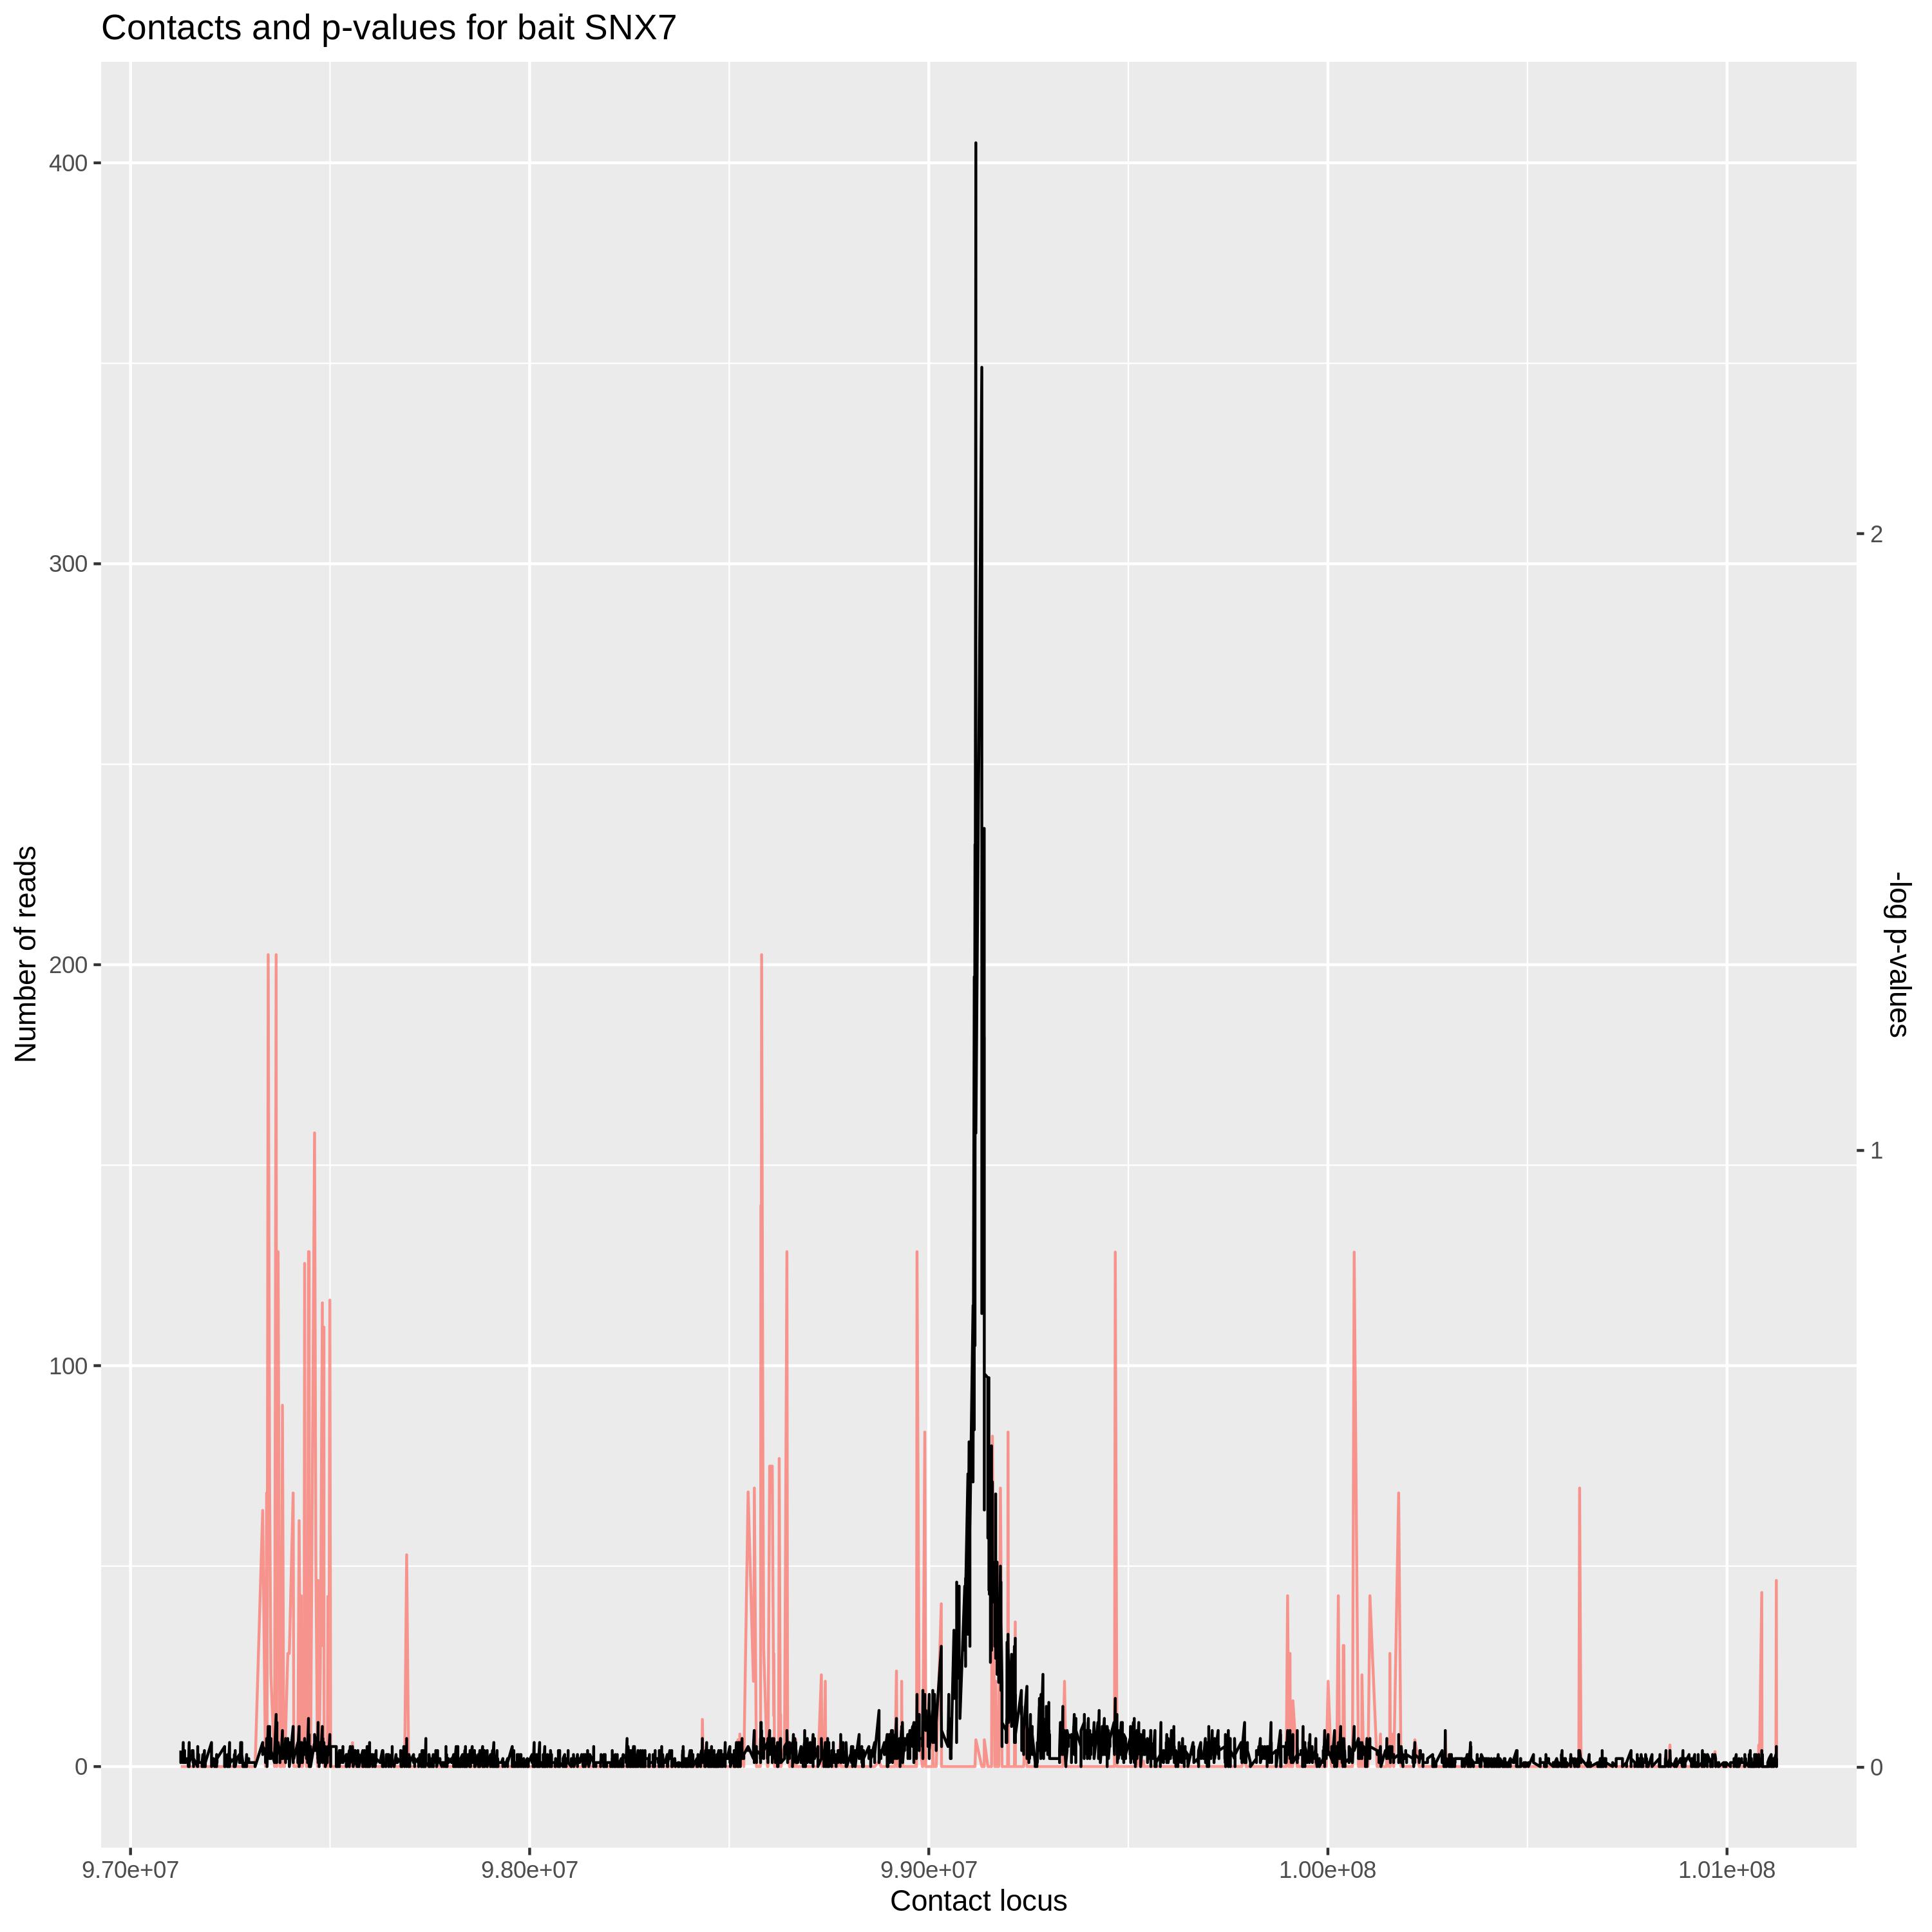 Contacts and p-values for bait SNX7
400
300
200
100
0
2
1
0
Number of reads
-log p-values
9.70e+07 9.80e+07 9.90e+07 1.00e+08 1.01e+08
Contact locus